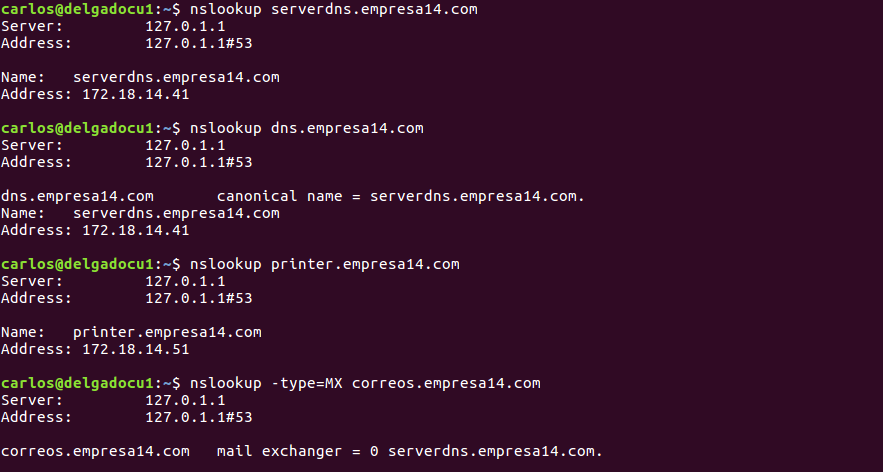 carlos@delgadocu1:~$ nslookup serverdns.empresa14.com
Server:         127.0.1.1
Address:        127.0.1.1#53
Name:   serverdns.empresa14.com
Address: 172.18.14.41
carlos@delgadocu1:~$ nslookup dns.empresa14.com
Server:         127.0.1.1
Address:        127.0.1.1#53
dns.empresa14.com       canonical name = serverdns.empresa14.com.
Name:   serverdns.empresa14.com
Address: 172.18.14.41
carlos@delgadocu1:~$ nslookup printer.empresa14.com
Server:         127.0.1.1
Address:        127.0.1.1#53
Name:   printer.empresa14.com
Address: 172.18.14.51
carlos@delgadocu1:~$ nslookup -type=MX correos.empresa14.com
Server:         127.0.1.1
Address:        127.0.1.1#53
correos.empresa14.com   mail exchanger = 0 serverdns.empresa14.com.